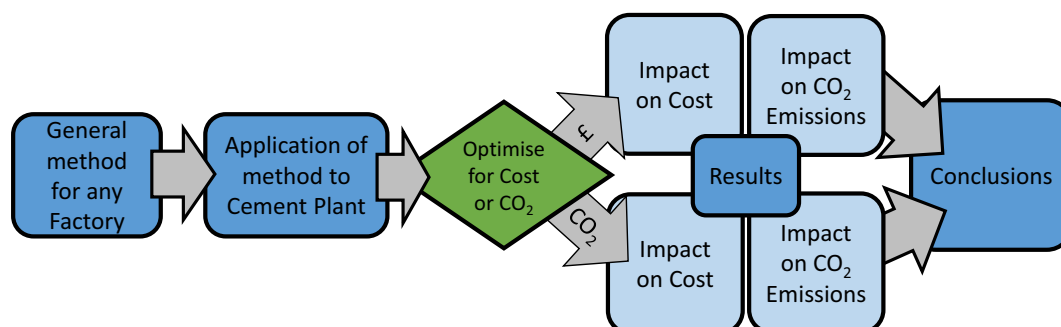 General
method
for any
Factory
Application of
method to
Cement Plant
Optimise
for Cost
or CO₂
£
CO₂
Impact
on Cost
Impact
on CO₂
Emissions
Results
Impact
on Cost
Impact
on CO₂
Emissions
Conclusions